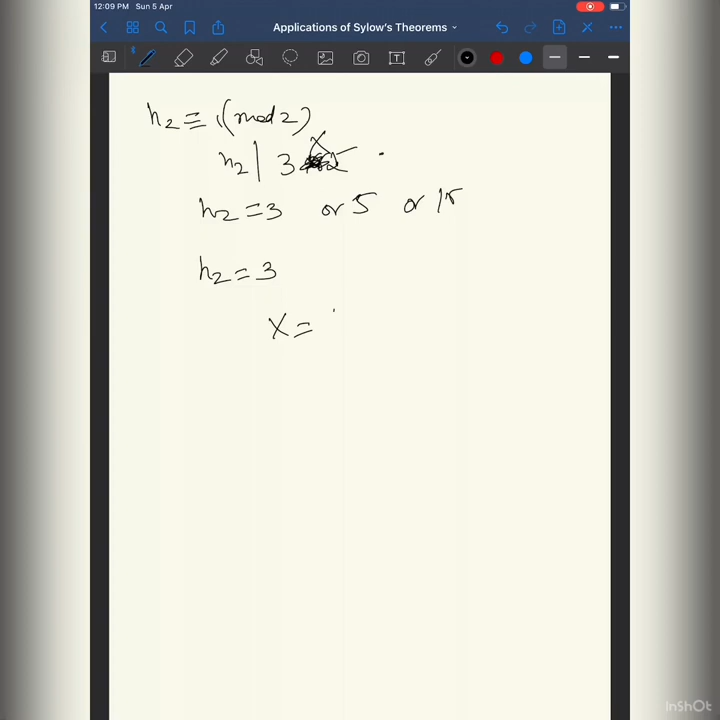 12:09 PM Sun 5 Apr
Applications of Sylow's Theorems
n₂ ≡ 1 (mod 2)
n₂ | 3 ×
n₂ = 3 or 5 or 15
n₂ = 3
X =
InShOt